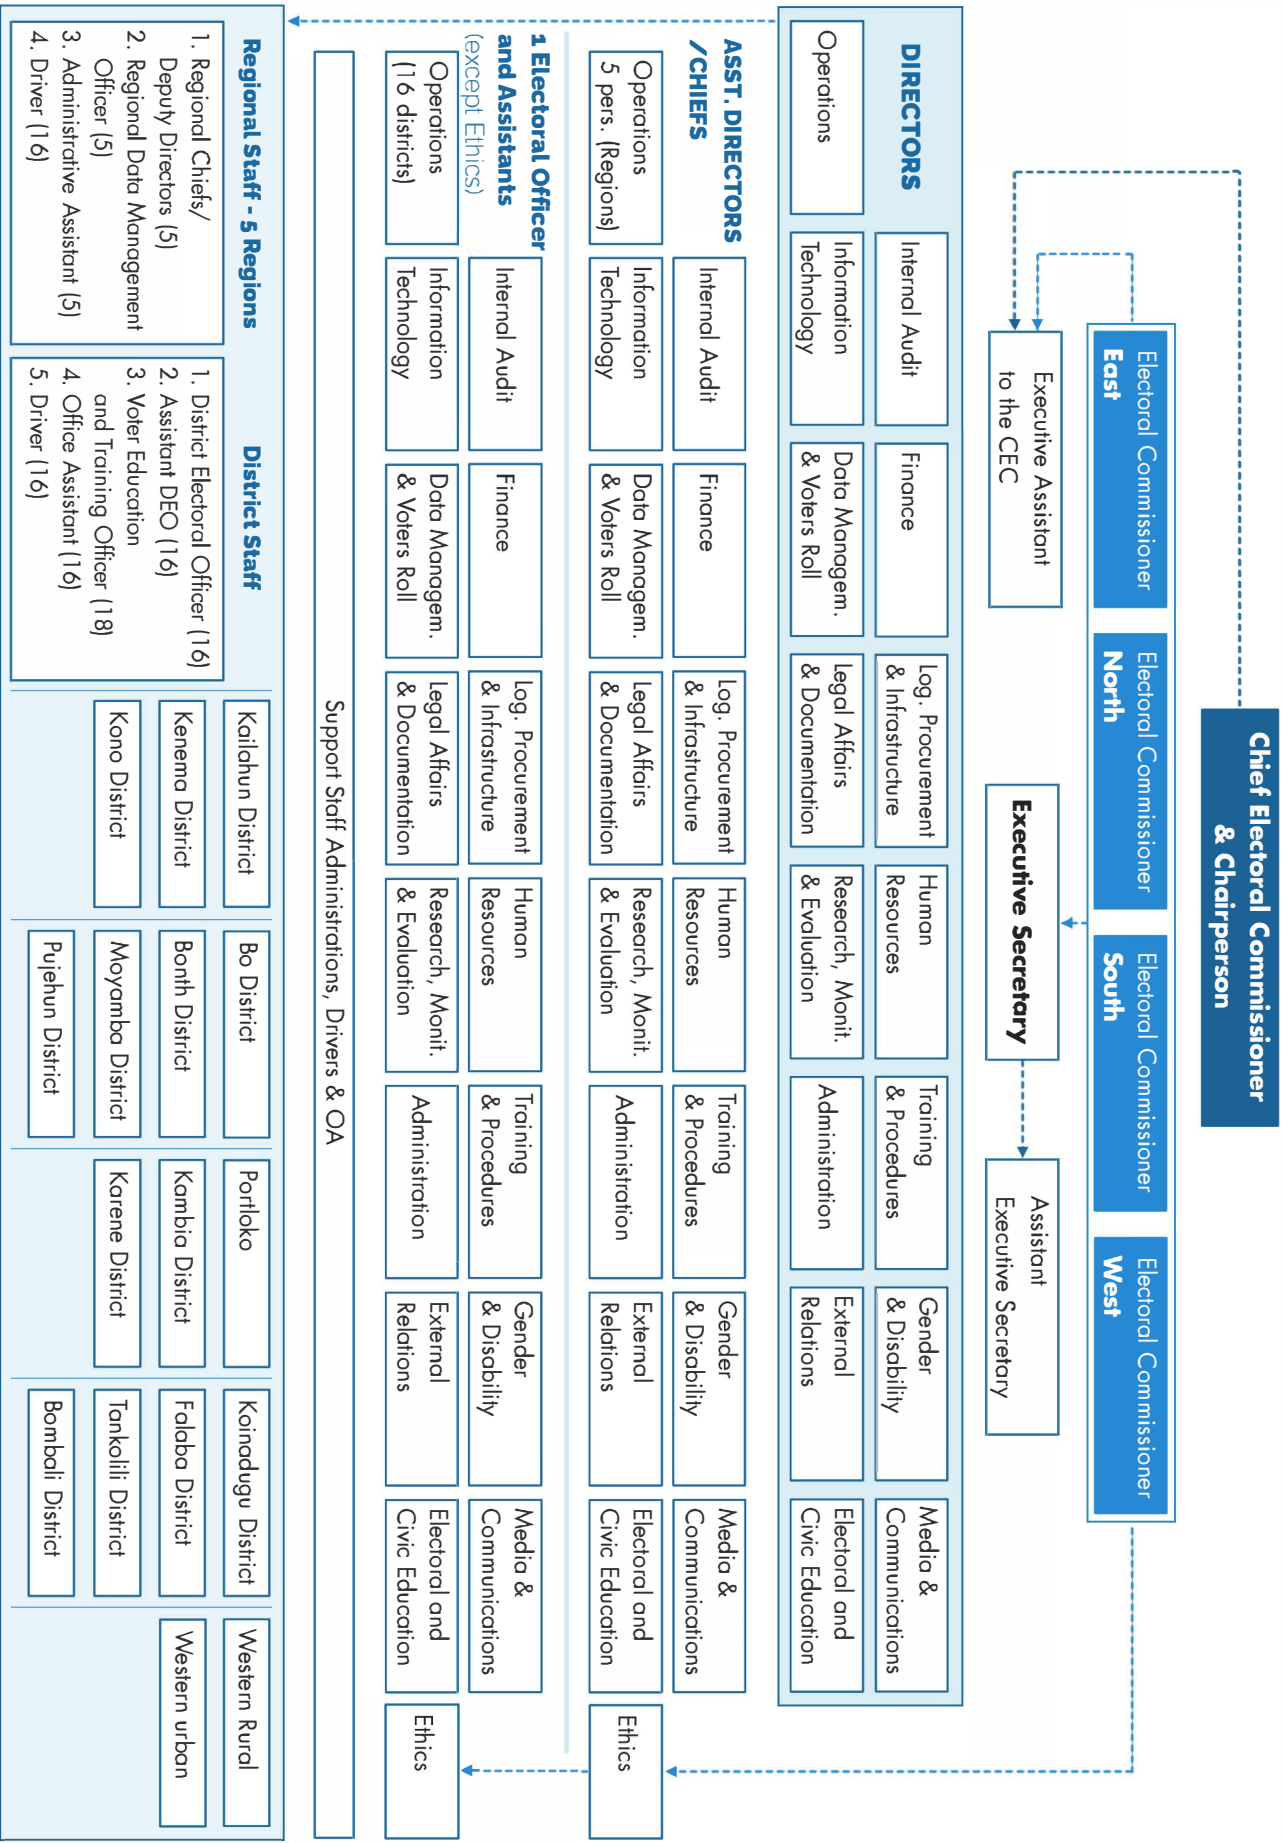 Chief Electoral Commissioner
& Chairperson
Electoral Commissioner
East
Electoral Commissioner
North
Electoral Commissioner
South
Electoral Commissioner
West
Executive Assistant
to the CEC
Executive Secretary
Assistant
Executive Secretary
DIRECTORS
Internal Audit
Finance
Log. Procurement
& Infrastructure
Human
Resources
Training
& Procedures
Gender
& Disability
Media &
Communications
Operations
Information
Technology
Data Managem.
& Voters Roll
Legal Affairs
& Documentation
Research, Monit.
& Evaluation
Administration
External
Relations
Electoral and
Civic Education
ASST. DIRECTORS
/CHIEFS
Internal Audit
Finance
Log. Procurement
& Infrastructure
Human
Resources
Training
& Procedures
Gender
& Disability
Media &
Communications
Operations
5 pers. (Regions)
Information
Technology
Data Managem.
& Voters Roll
Legal Affairs
& Documentation
Research, Monit.
& Evaluation
Administration
External
Relations
Electoral and
Civic Education
Ethics
1 Electoral Officer
and Assistants
(except Ethics)
Internal Audit
Finance
Log. Procurement
& Infrastructure
Human
Resources
Training
& Procedures
Gender
& Disability
Media &
Communications
Operations
(16 districts)
Information
Technology
Data Managem.
& Voters Roll
Legal Affairs
& Documentation
Research, Monit.
& Evaluation
Administration
External
Relations
Electoral and
Civic Education
Ethics
Support Staff Administrations, Drivers & OA
Regional Staff - 5 Regions
1. Regional Chiefs/
Deputy Directors (5)
2. Regional Data Management
Officer (5)
3. Administrative Assistant (5)
4. Driver (16)
District Staff
1. District Electoral Officer (16)
2. Assistant DEO (16)
3. Voter Education
and Training Officer (18)
4. Office Assistant (16)
5. Driver (16)
Kailahun District
Kenema District
Kono District
Bo District
Bonth District
Moyamba District
Pujehun District
Portloko
Kambia District
Karene District
Koinadugu District
Falaba District
Tankolili District
Bombali District
Western Rural
Western urban